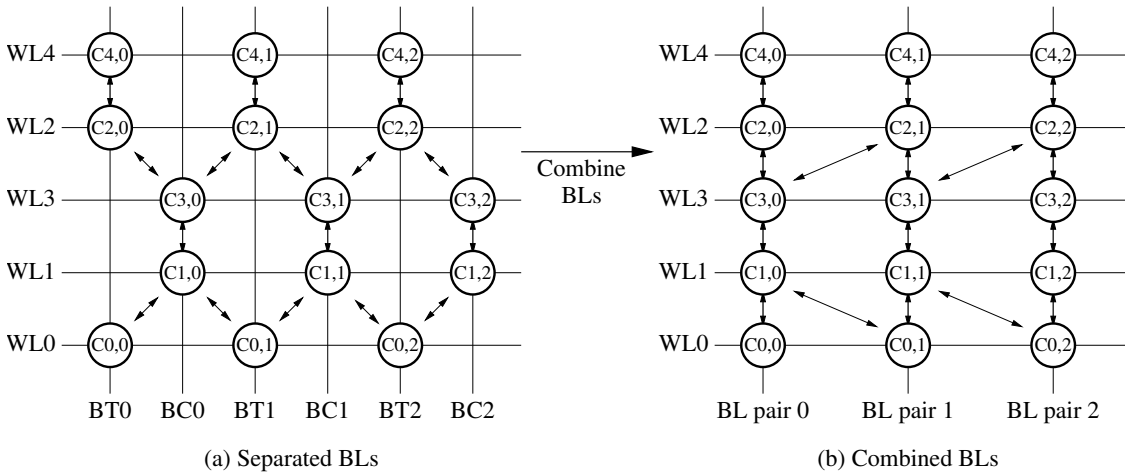 WL4 C4,0 C4,1 C4,2
WL2 C2,0 C2,1 C2,2
WL3 C3,0 C3,1 C3,2
WL1 C1,0 C1,1 C1,2
WL0 C0,0 C0,1 C0,2
BT0 BC0 BT1 BC1 BT2 BC2
(a) Separated BLs
Combine
BLs
WL4 C4,0 C4,1 C4,2
WL2 C2,0 C2,1 C2,2
WL3 C3,0 C3,1 C3,2
WL1 C1,0 C1,1 C1,2
WL0 C0,0 C0,1 C0,2
BL pair 0 BL pair 1 BL pair 2
(b) Combined BLs